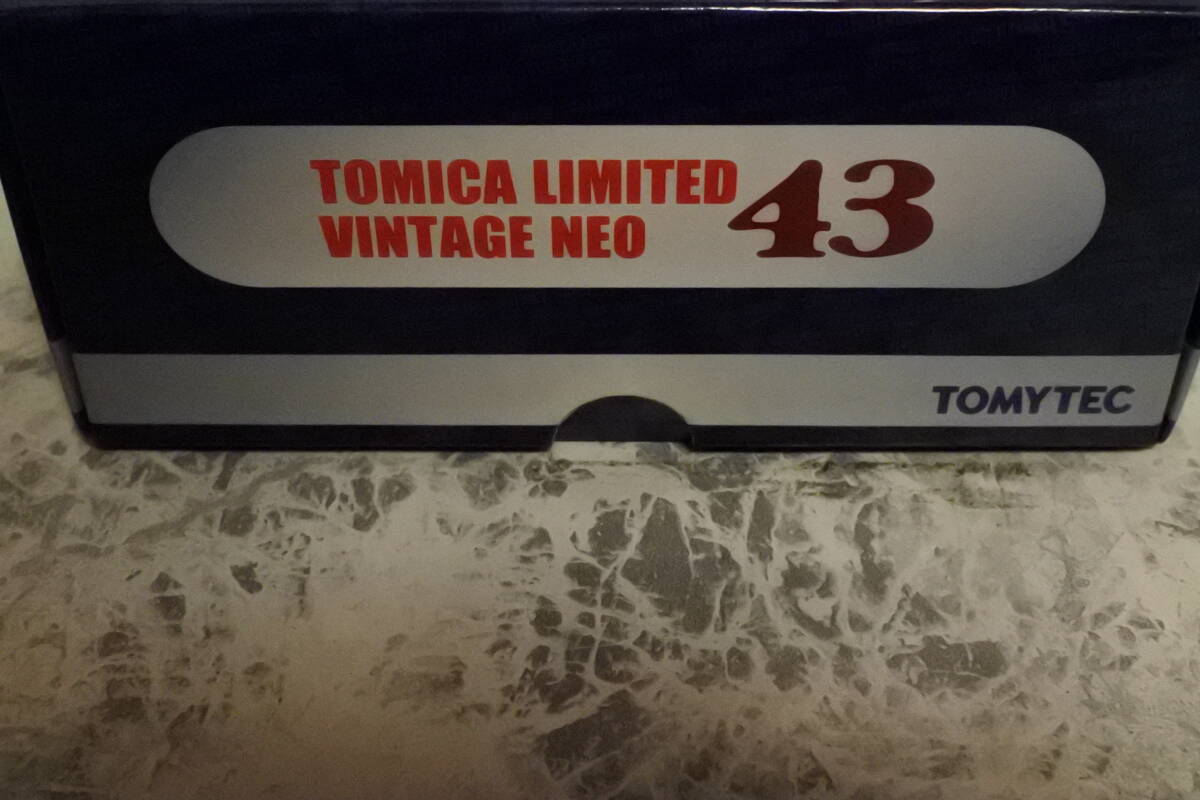 TOMICA LIMITED
VINTAGE NEO 43
TOMYTEC